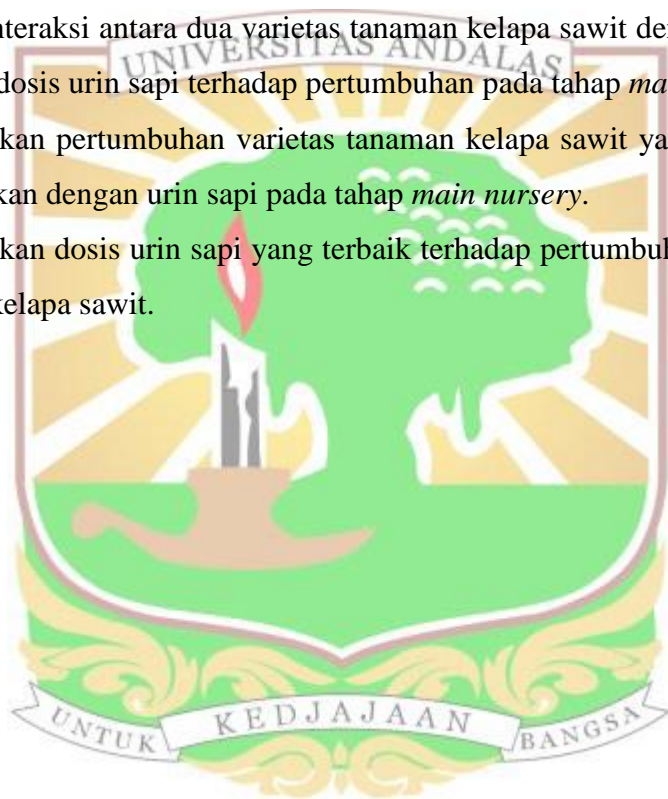 nteraksi antara dua varietas tanaman kelapa sawit de
UNIVERSITAS ANDALAS
dosis urin sapi terhadap pertumbuhan pada tahap ma
kan pertumbuhan varietas tanaman kelapa sawit ya
kan dengan urin sapi pada tahap main nursery.
kan dosis urin sapi yang terbaik terhadap pertumbuh
kelapa sawit.
UNTUK KEDJAJAAN BANGSA